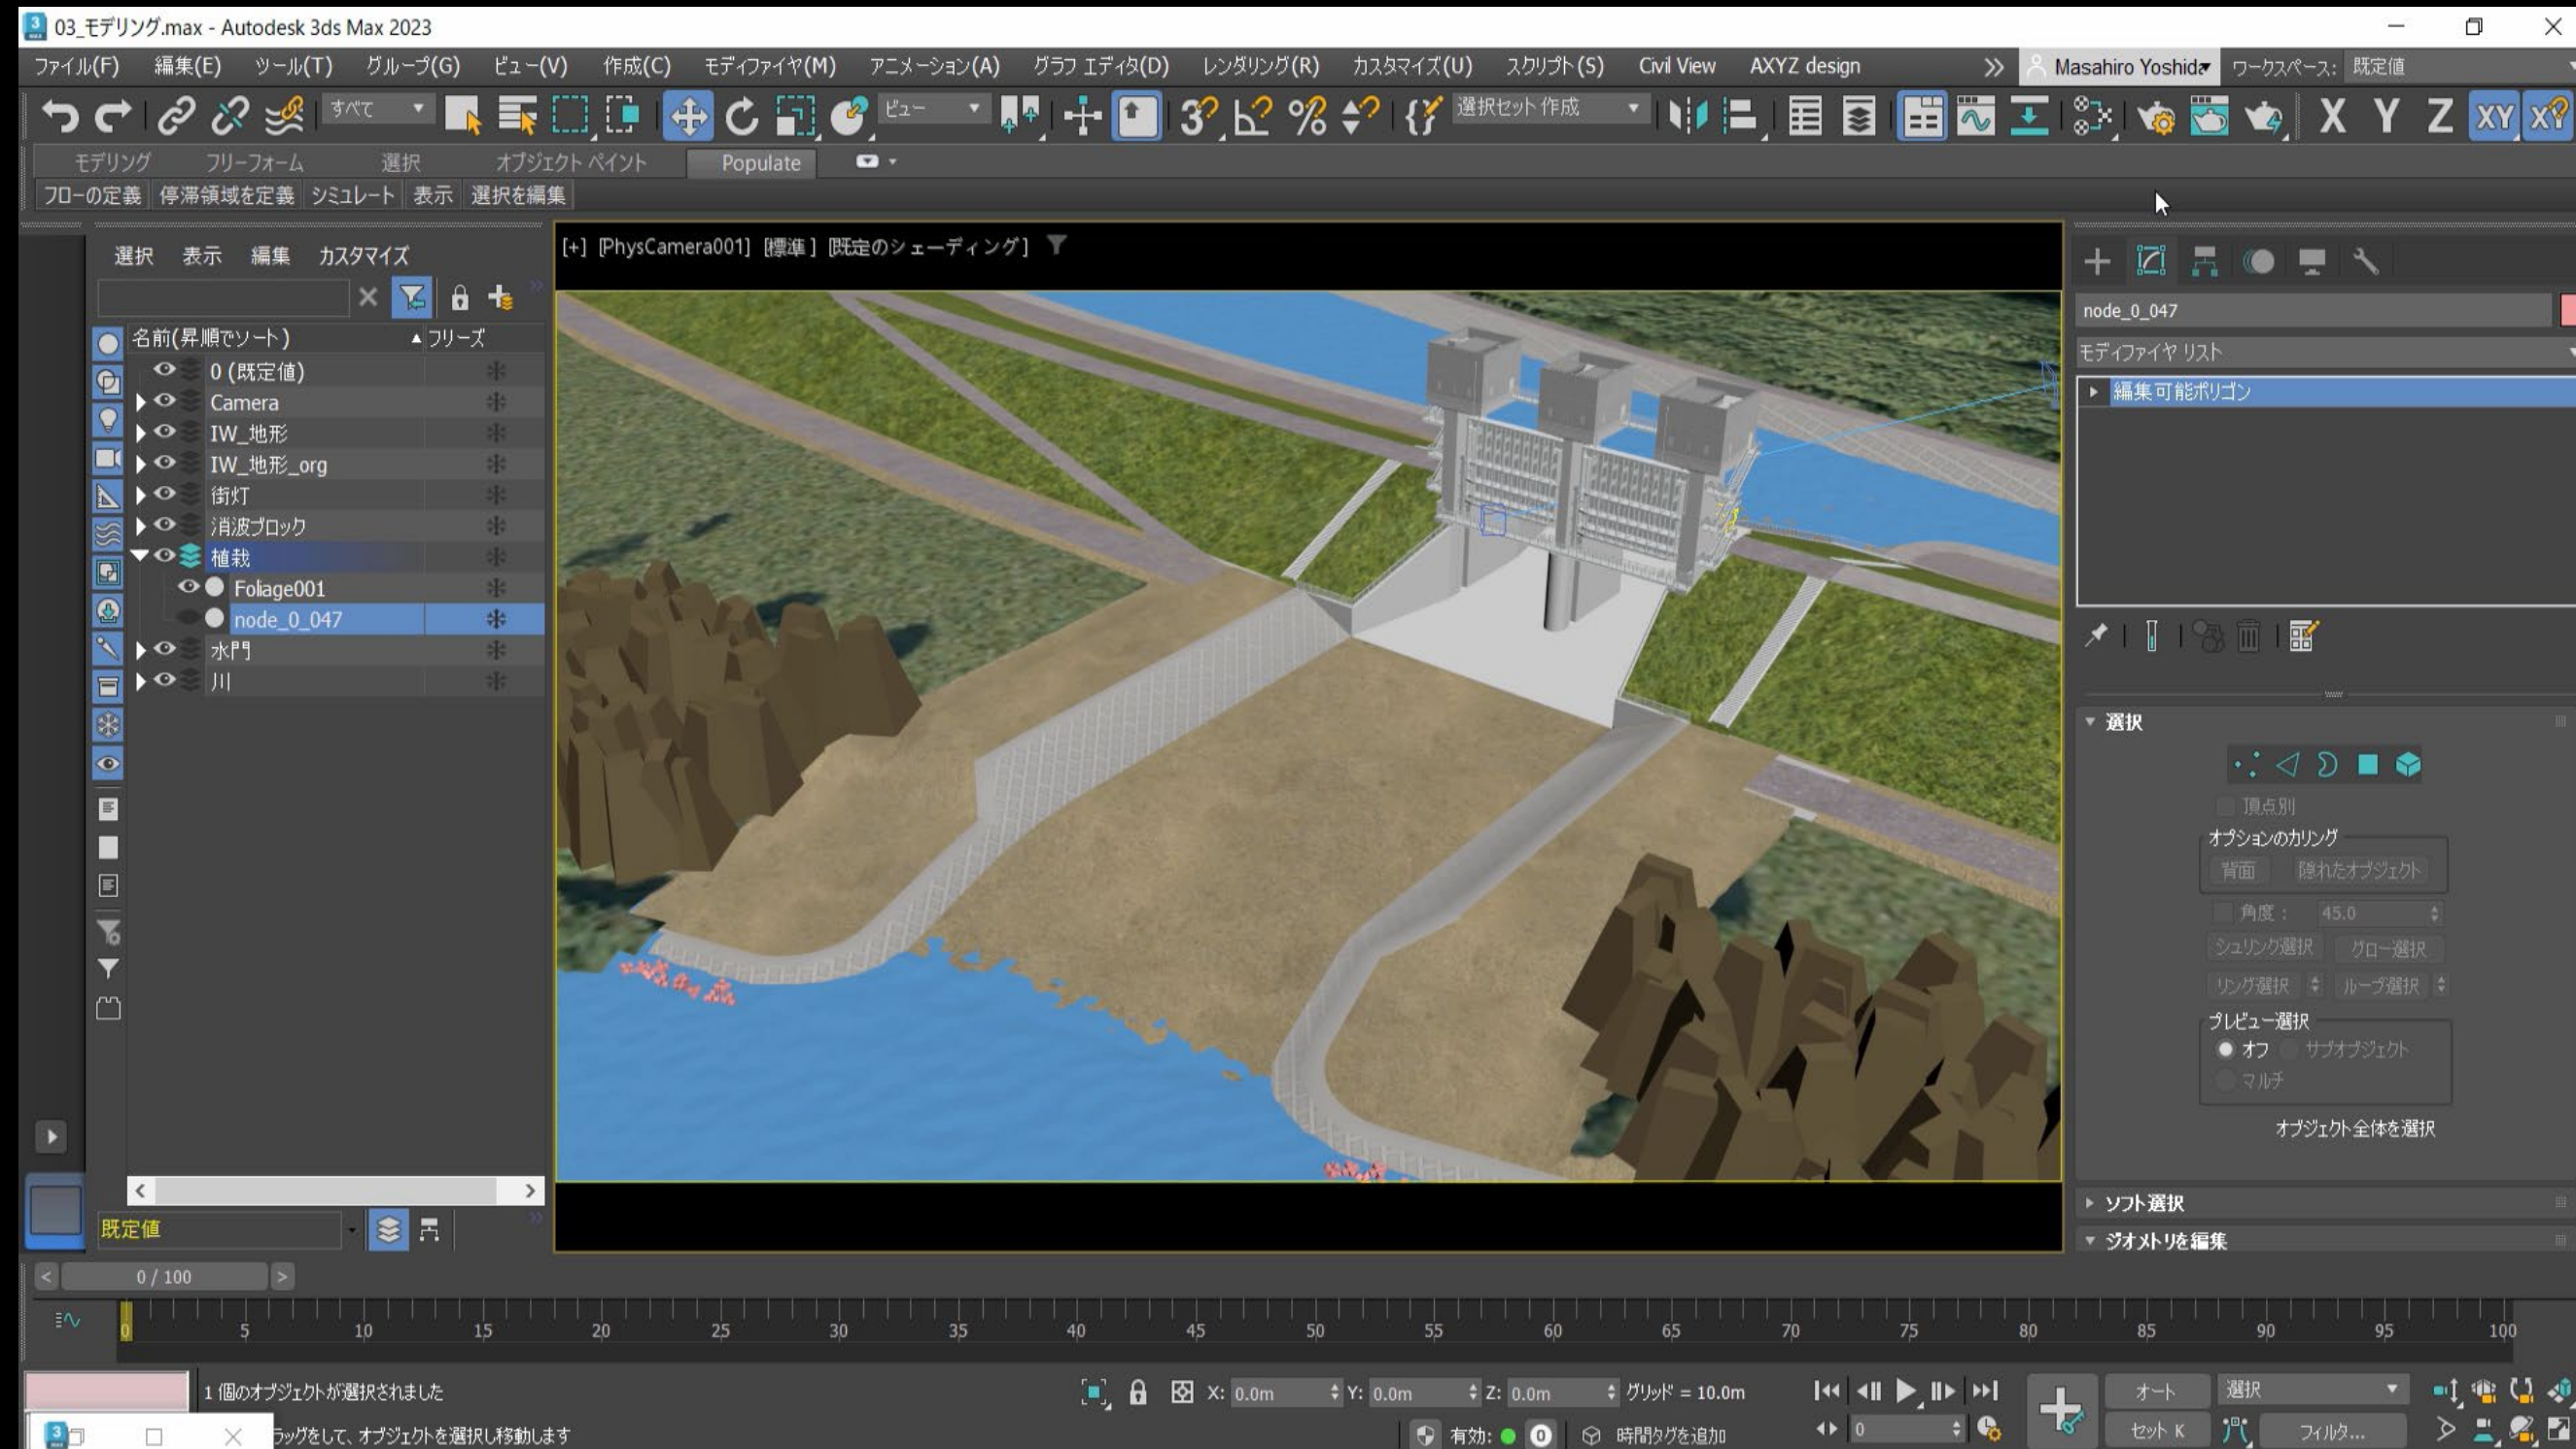 03_モデリング.max - Autodesk 3ds Max 2023
ファイル(F) 編集(E) ツール(T) グループ(G) ビュー(V) 作成(C) モディファイヤ(M) アニメーション(A) グラフ エディタ(D) レンダリング(R) カスタマイズ(U) スクリプト(S) Civil View AXYZ design Masahiro Yoshida ワークスペース: 既定値
すべて ビュー 選択セット作成 X Y Z XY
モデリング フリーフォーム 選択 オブジェクト ペイント Populate
フローの定義 停滞領域を定義 シミュレート 表示 選択を編集
選択 表示 編集 カスタマイズ
名前(昇順でソート) フリーズ
0 (既定値)
Camera
IW_地形
IW_地形_org
街灯
消波ブロック
植栽
Foliage001
node_0_047
水門
川
既定値
[+] [PhysCamera001] [標準] [既定のシェーディング]
node_0_047
モディファイヤ リスト
編集可能ポリゴン
選択
頂点別
オプションのカリング
背面 隠れたオブジェクト
角度: 45.0
シュリンク選択 グロー選択
リング選択 ループ選択
プレビュー選択
オフ サブオブジェクト
マルチ
オブジェクト全体を選択
ソフト選択
ジオメトリを編集
0 / 100
0 5 10 15 20 25 30 35 40 45 50 55 60 65 70 75 80 85 90 95 100
1 個のオブジェクトが選択されました X: 0.0m Y: 0.0m Z: 0.0m グリッド = 10.0m オート 選択
ラッグをして、オブジェクトを選択し移動します 有効: 0 時間タグを追加 0 セット K フィルタ...